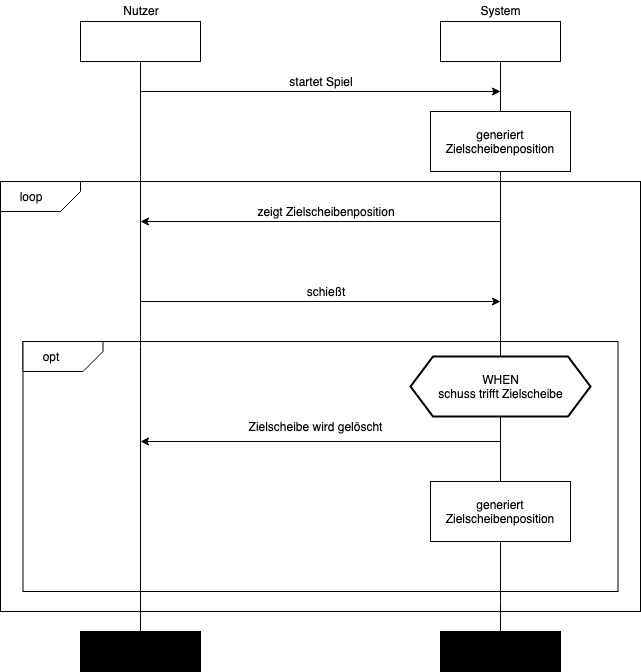 Nutzer
System
startet Spiel
generiert
Zielscheibenposition
loop
zeigt Zielscheibenposition
schießt
opt
WHEN
schuss trifft Zielscheibe
Zielscheibe wird gelöscht
generiert
Zielscheibenposition